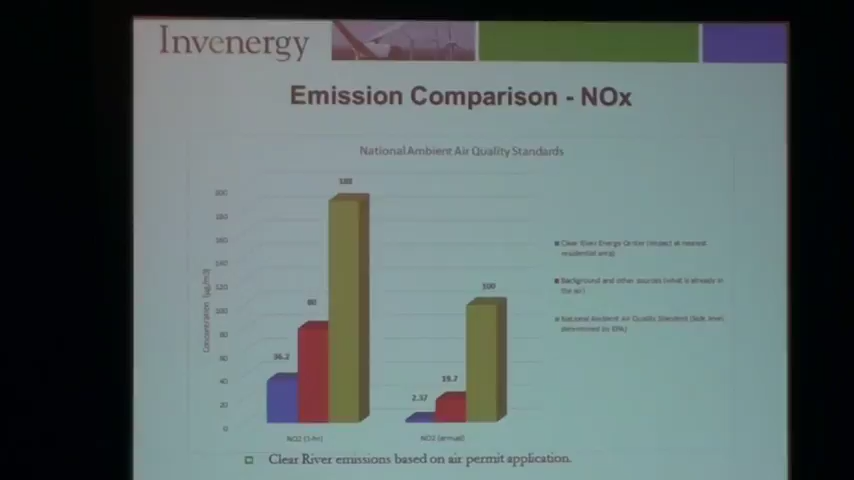 Invenergy
Emission Comparison - NOx
National Ambient Air Quality Standards
200
180
160
140
120
100
80
60
40
20
0
Concentration (µg/m3)
36.2
80
188
2.37
19.7
100
NO2 (1-hr)
NO2 (annual)
Clear River Energy Center (impact at nearest
residential area)
Background and other sources (what is already in
the air)
National Ambient Air Quality Standard (Safe level
determined by EPA)
Clear River emissions based on air permit application.